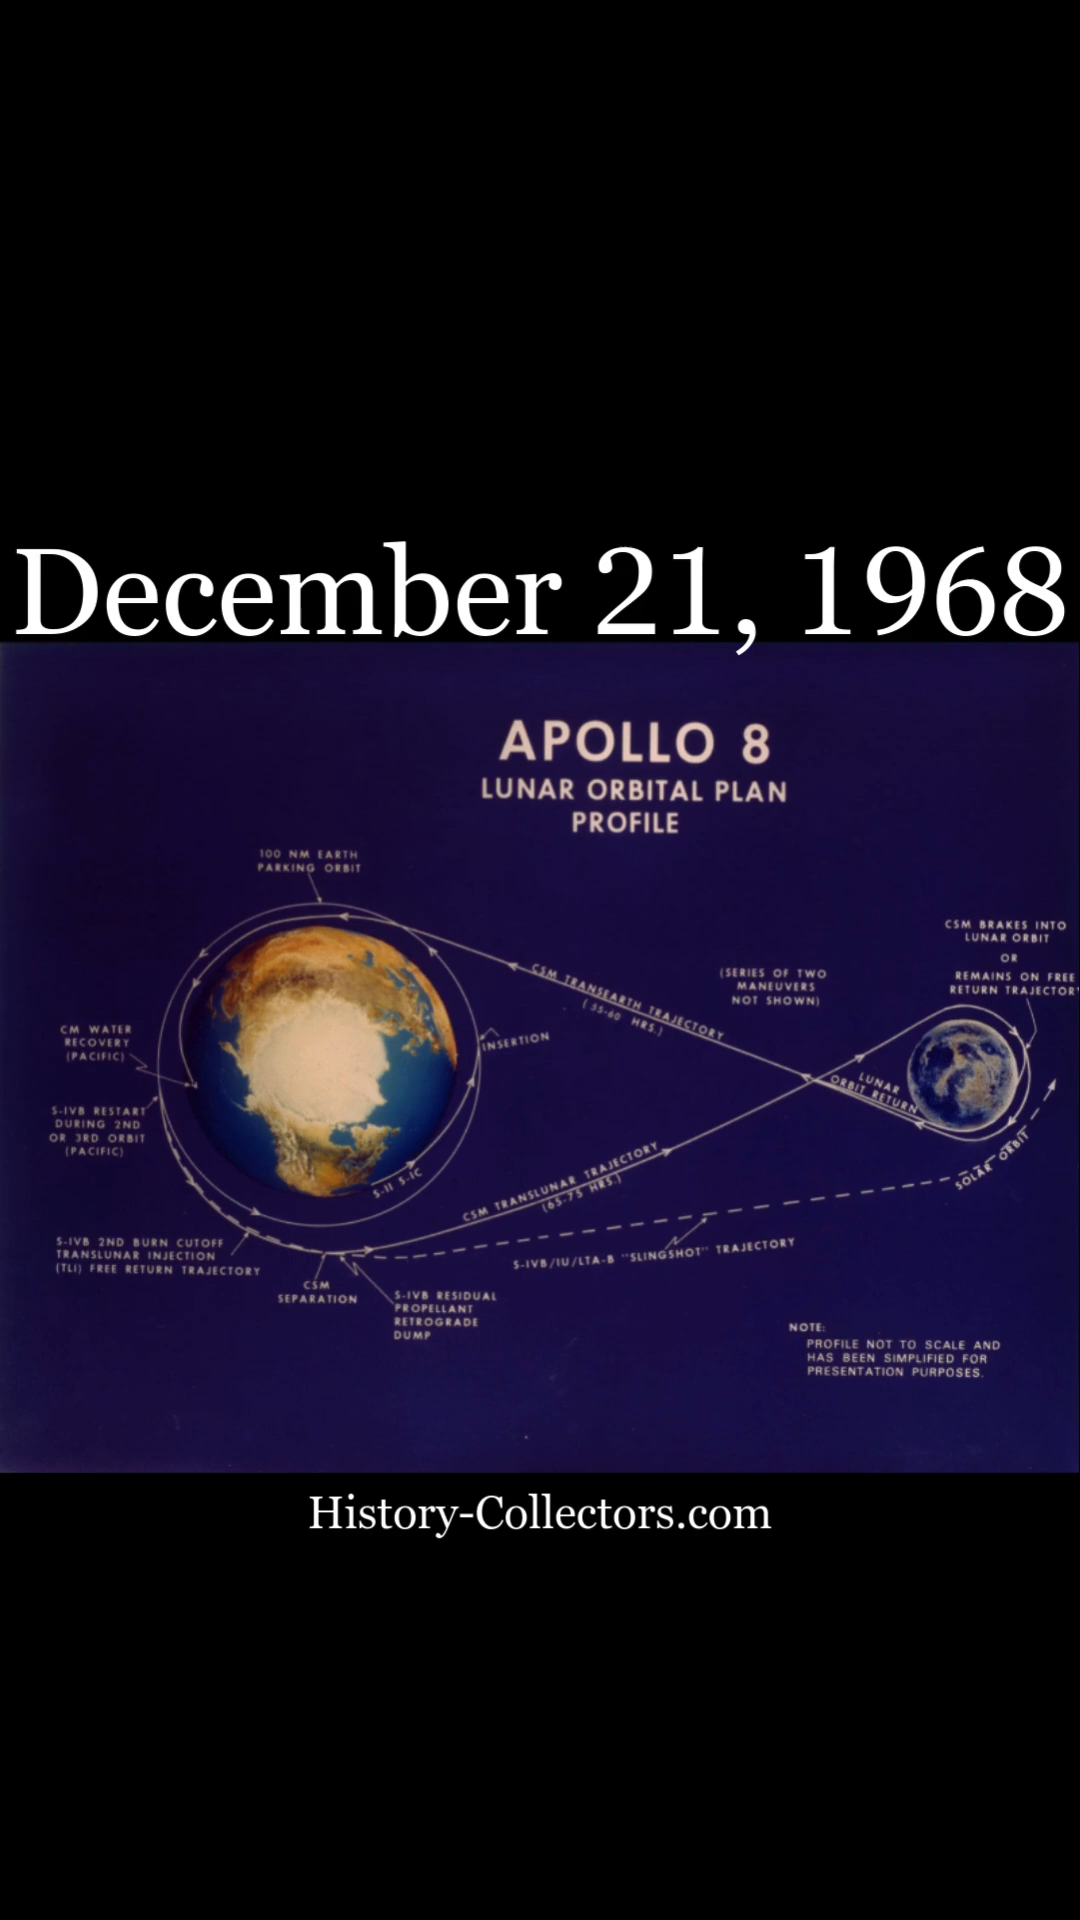 December 21, 1968
APOLLO 8
LUNAR ORBITAL PLAN
PROFILE
100 NM EARTH
PARKING ORBIT
CSM BRAKES INTO
LUNAR ORBIT
OR
REMAINS ON FREE
RETURN TRAJECTOR
(SERIES OF TWO
MANEUVERS
NOT SHOWN)
CSM TRANSEARTH TRAJECTORY
(55-60 HRS.)
CM WATER
RECOVERY
(PACIFIC)
INSERTION
LUNAR
ORBIT RETURN
S-IVB RESTART
DURING 2ND
OR 3RD ORBIT
(PACIFIC)
S-II S-IC
CSM TRANSLUNAR TRAJECTORY
(65-75 HRS.)
SOLAR ORBIT
S-IVB 2ND BURN CUTOFF
TRANSLUNAR INJECTION
(TLI) FREE RETURN TRAJECTORY
S-IVB/IU/LTA-B "SLINGSHOT" TRAJECTORY
CSM
SEPARATION
S-IVB RESIDUAL
PROPELLANT
RETROGRADE
DUMP
NOTE:
PROFILE NOT TO SCALE AND
HAS BEEN SIMPLIFIED FOR
PRESENTATION PURPOSES.
History-Collectors.com